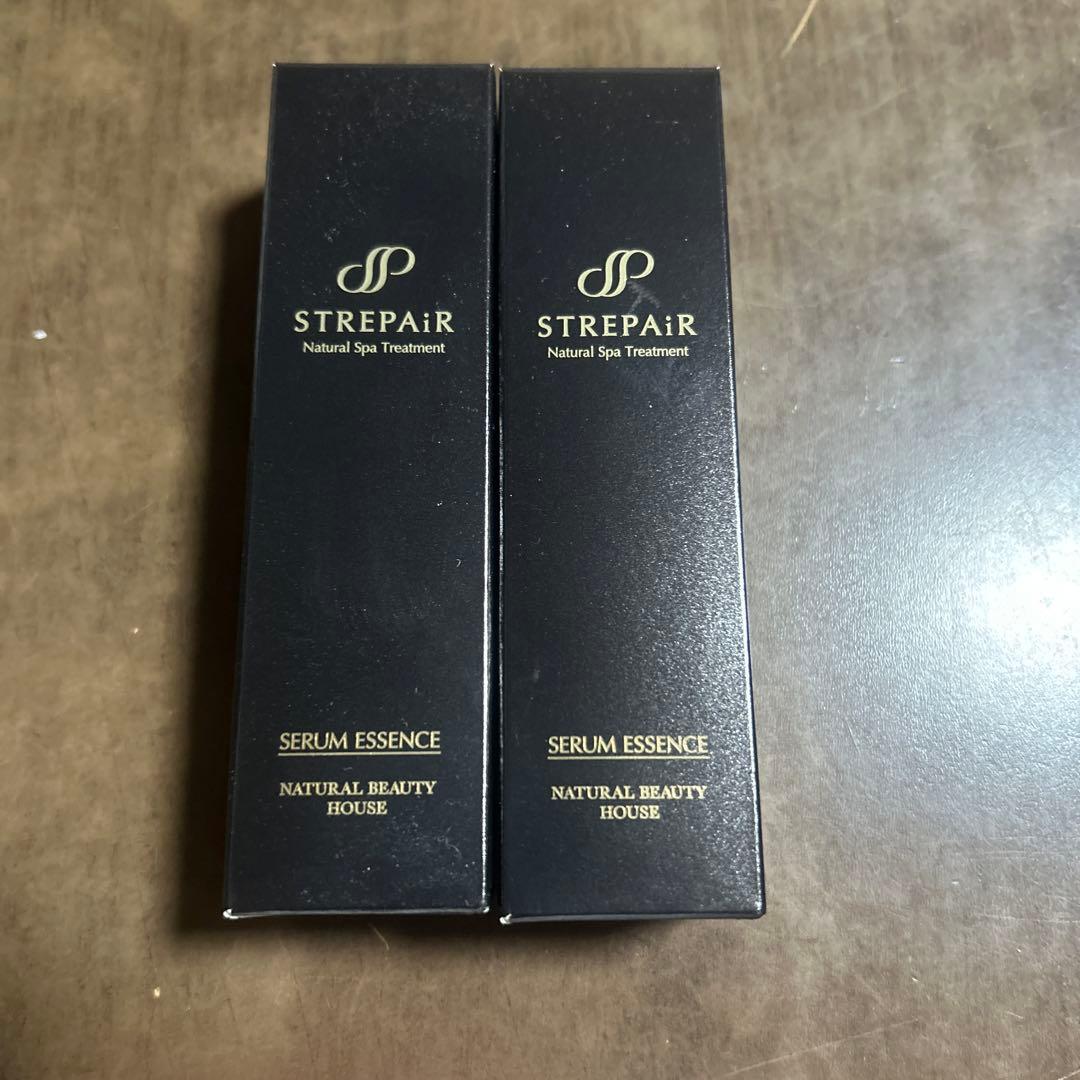 STREPAiR
Natural Spa Treatment
SERUM ESSENCE
NATURAL BEAUTY
HOUSE
STREPAiR
Natural Spa Treatment
SERUM ESSENCE
NATURAL BEAUTY
HOUSE